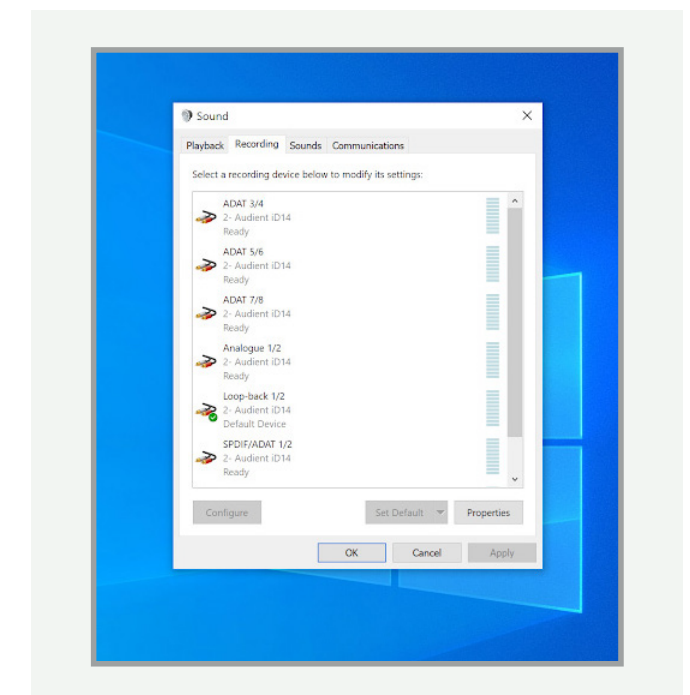 Sound
Playback Recording Sounds Communications
Select a recording device below to modify its settings:
ADAT 3/4
2- Audient iD14
Ready
ADAT 5/6
2- Audient iD14
Ready
ADAT 7/8
2- Audient iD14
Ready
Analogue 1/2
2- Audient iD14
Ready
Loop-back 1/2
2- Audient iD14
Default Device
SPDIF/ADAT 1/2
2- Audient iD14
Ready
Configure Set Default Properties
OK Cancel Apply